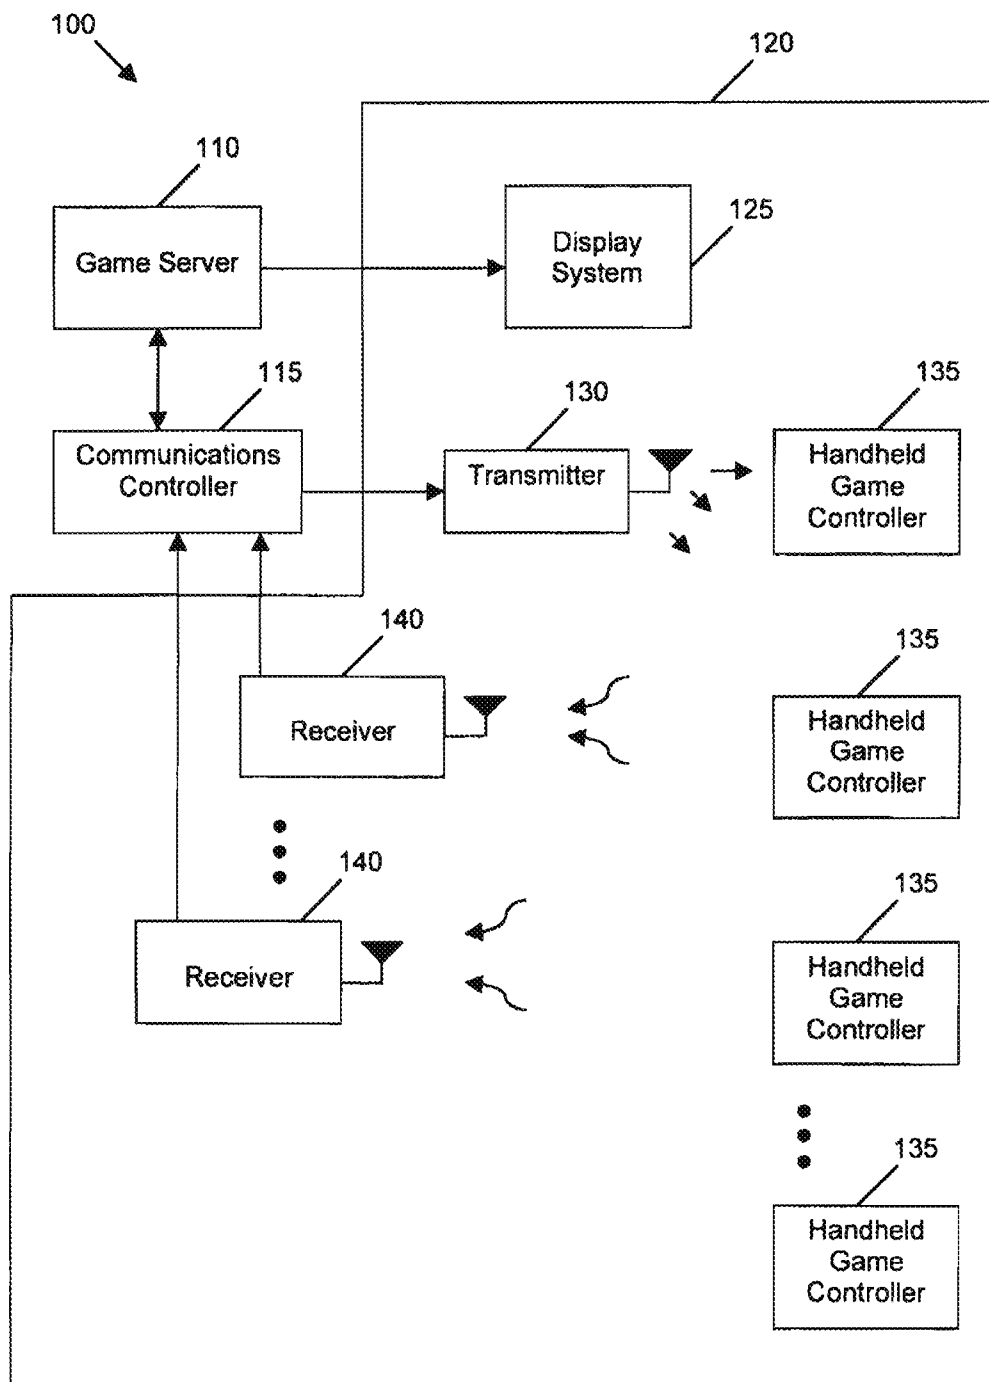 100
120
110
125
Game Server
Display
System
115
130
135
Communications
Controller
Transmitter
Handheld
Game
Controller
140
135
Receiver
Handheld
Game
Controller
140
135
Receiver
Handheld
Game
Controller
135
Handheld
Game
Controller